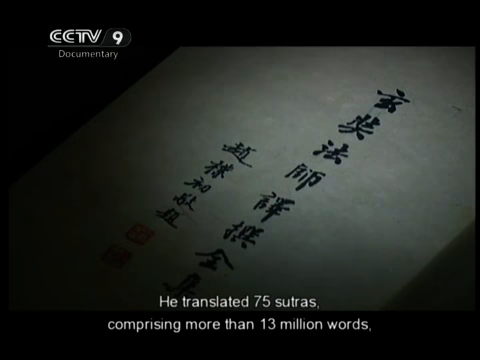 CCTV 9
Documentary
玄奘法師譯撰全集
趙樸初敬題
He translated 75 sutras,
comprising more than 13 million words,